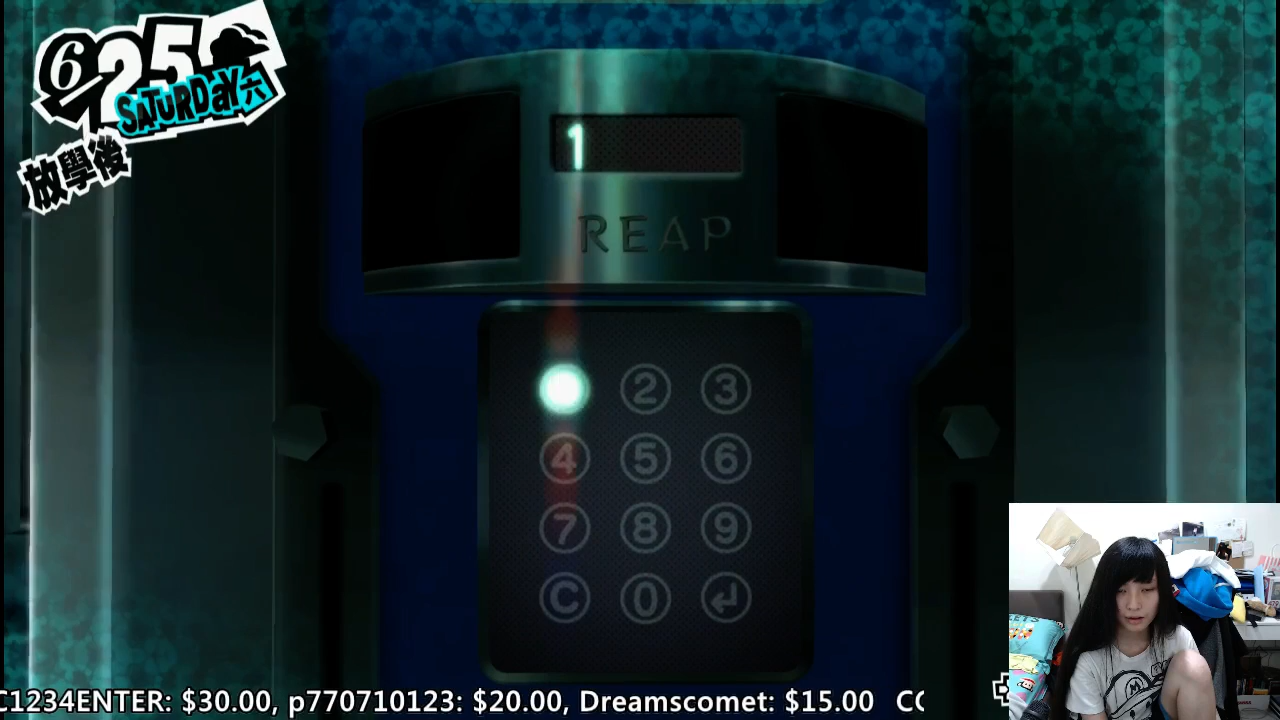 6/25
SATURDAY六
放學後
1
REAP
2 3
4 5 6
7 8 9
C 0
C1234ENTER: $30.00, p770710123: $20.00, Dreamscomet: $15.00 CC